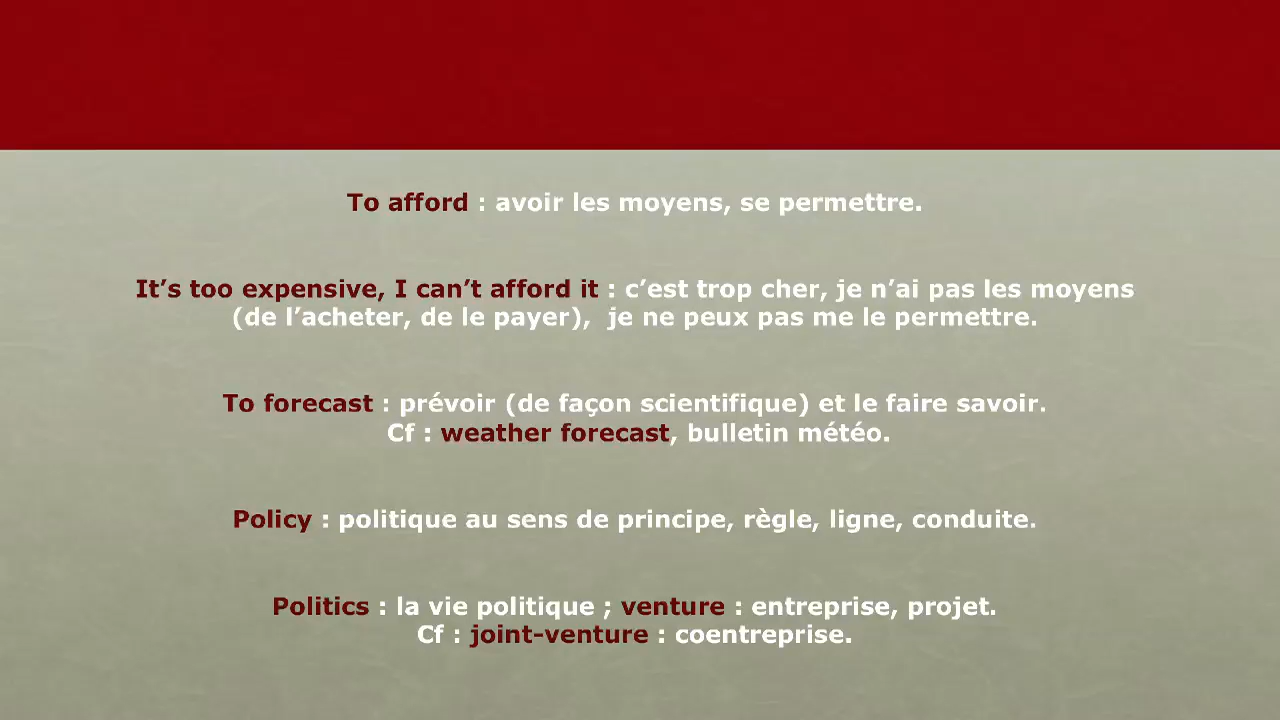 To afford : avoir les moyens, se permettre.
It’s too expensive, I can’t afford it : c’est trop cher, je n’ai pas les moyens
(de l’acheter, de le payer),  je ne peux pas me le permettre.
To forecast : prévoir (de façon scientifique) et le faire savoir.
Cf : weather forecast, bulletin météo.
Policy : politique au sens de principe, règle, ligne, conduite.
Politics : la vie politique ; venture : entreprise, projet.
Cf : joint-venture : coentreprise.